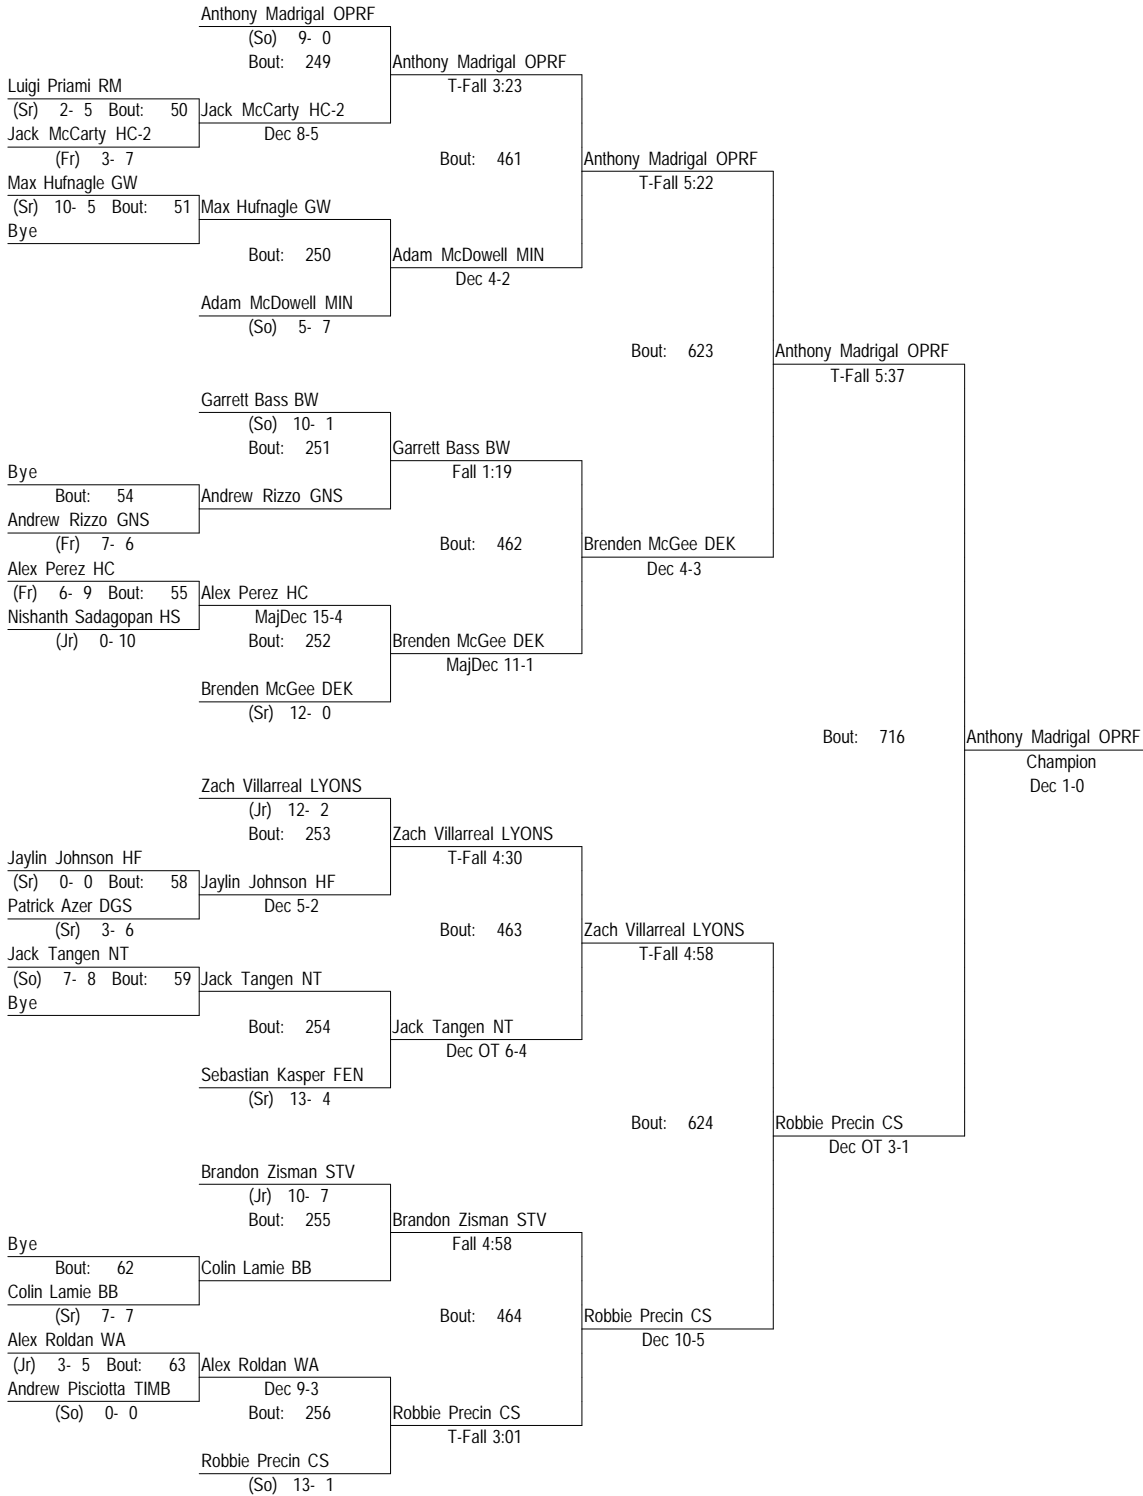 Anthony Madrigal OPRF
(So) 9- 0
Bout: 249
Anthony Madrigal OPRF
T-Fall 3:23
Luigi Priami RM
(Sr) 2- 5 Bout: 50
Jack McCarty HC-2
Dec 8-5
Jack McCarty HC-2
(Fr) 3- 7
Bout: 461
Anthony Madrigal OPRF
T-Fall 5:22
Max Hufnagle GW
(Sr) 10- 5 Bout: 51
Max Hufnagle GW
Bye
Bout: 250
Adam McDowell MIN
Dec 4-2
Adam McDowell MIN
(So) 5- 7
Bout: 623
Anthony Madrigal OPRF
T-Fall 5:37
Garrett Bass BW
(So) 10- 1
Bout: 251
Garrett Bass BW
Fall 1:19
Bye
Bout: 54
Andrew Rizzo GNS
Andrew Rizzo GNS
(Fr) 7- 6
Bout: 462
Brenden McGee DEK
Dec 4-3
Alex Perez HC
(Fr) 6- 9 Bout: 55
Alex Perez HC
MajDec 15-4
Nishanth Sadagopan HS
(Jr) 0- 10
Bout: 252
Brenden McGee DEK
MajDec 11-1
Brenden McGee DEK
(Sr) 12- 0
Bout: 716
Anthony Madrigal OPRF
Champion
Dec 1-0
Zach Villarreal LYONS
(Jr) 12- 2
Bout: 253
Zach Villarreal LYONS
T-Fall 4:30
Jaylin Johnson HF
(Sr) 0- 0 Bout: 58
Jaylin Johnson HF
Dec 5-2
Patrick Azer DGS
(Sr) 3- 6
Bout: 463
Zach Villarreal LYONS
T-Fall 4:58
Jack Tangen NT
(So) 7- 8 Bout: 59
Jack Tangen NT
Bye
Bout: 254
Jack Tangen NT
Dec OT 6-4
Sebastian Kasper FEN
(Sr) 13- 4
Bout: 624
Robbie Precin CS
Dec OT 3-1
Brandon Zisman STV
(Jr) 10- 7
Bout: 255
Brandon Zisman STV
Fall 4:58
Bye
Bout: 62
Colin Lamie BB
Colin Lamie BB
(Sr) 7- 7
Bout: 464
Robbie Precin CS
Dec 10-5
Alex Roldan WA
(Jr) 3- 5 Bout: 63
Alex Roldan WA
Dec 9-3
Andrew Pisciotta TIMB
(So) 0- 0
Bout: 256
Robbie Precin CS
T-Fall 3:01
Robbie Precin CS
(So) 13- 1